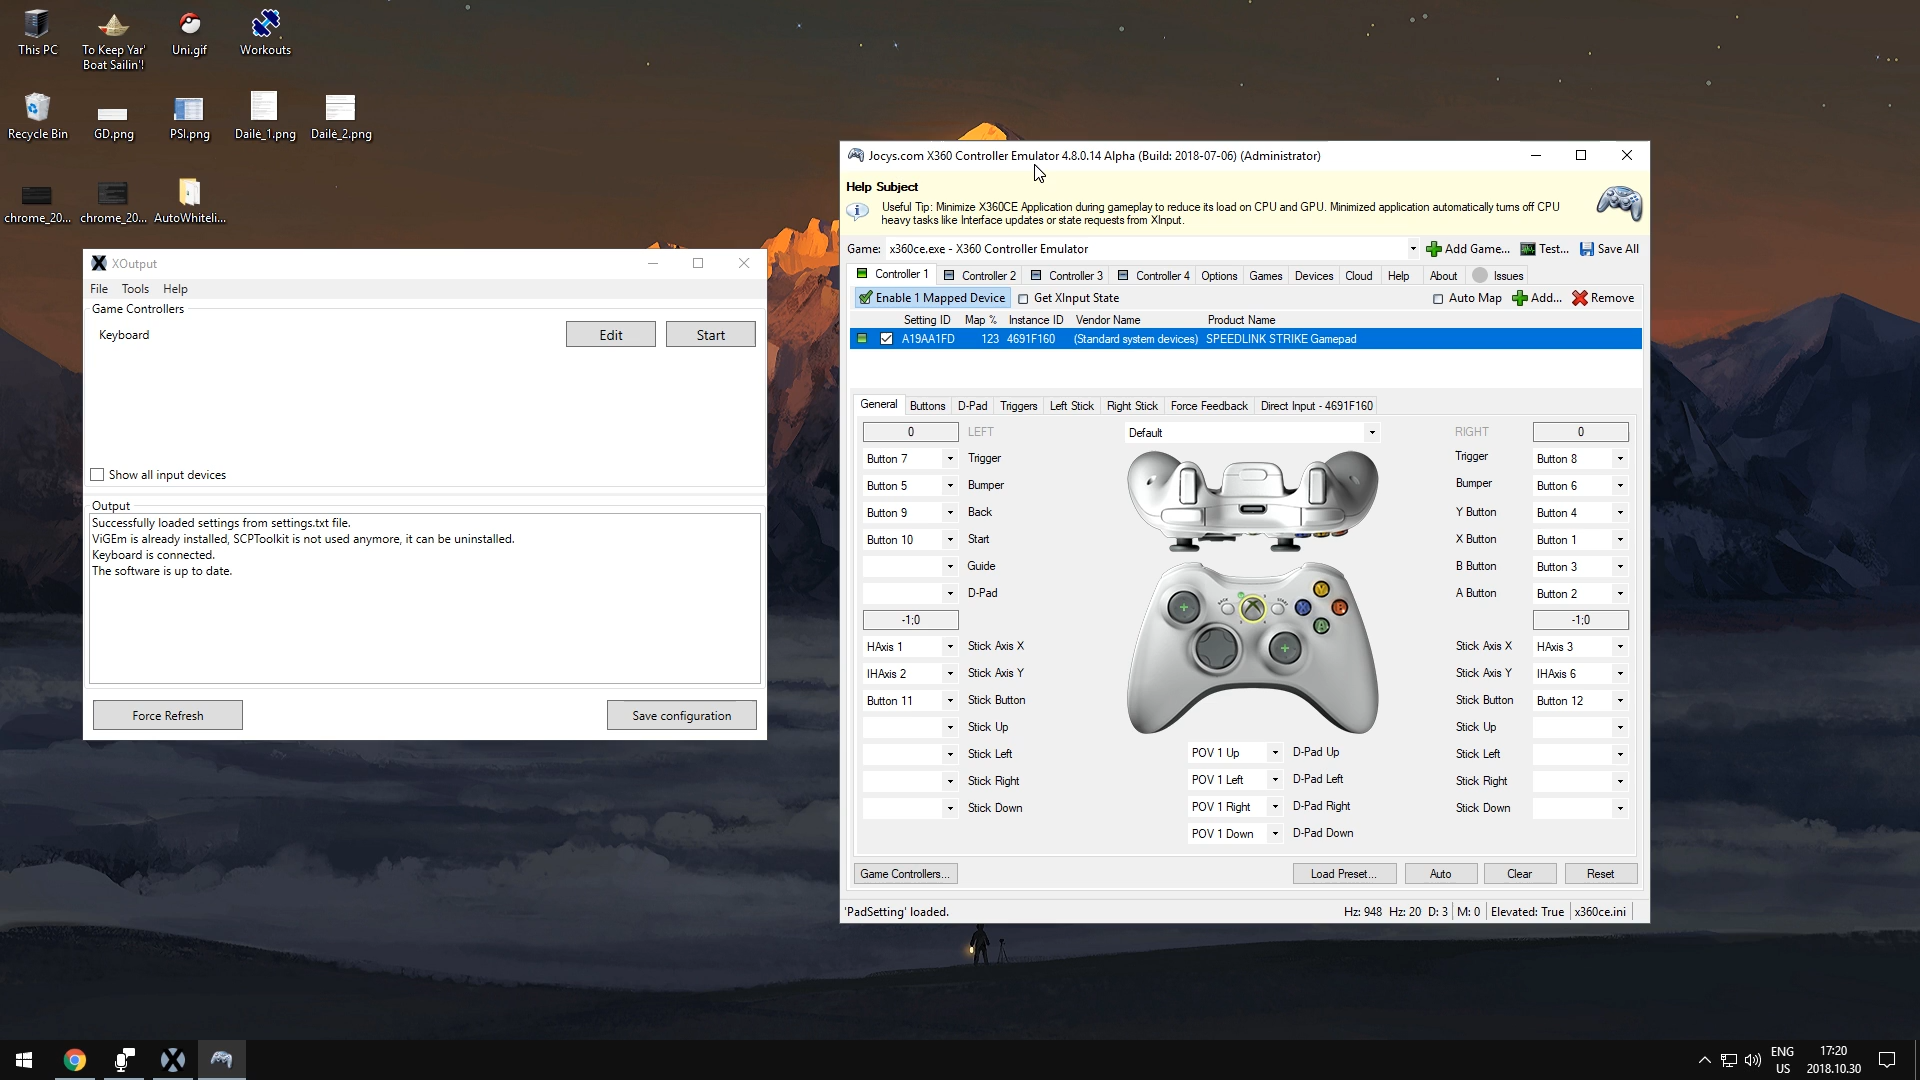 This PC
To Keep Yar'
Boat Sailin'!
Uni.gif
Workouts
Recycle Bin
GD.png
PSI.png
Dailė_1.png
Dailė_2.png
chrome_20...
chrome_20...
AutoWhiteli...
XOutput
File Tools Help
Game Controllers
Keyboard
Edit
Start
Show all input devices
Output
Successfully loaded settings from settings.txt file.
ViGEm is already installed, SCPToolkit is not used anymore, it can be uninstalled.
Keyboard is connected.
The software is up to date.
Force Refresh
Save configuration
Jocys.com X360 Controller Emulator 4.8.0.14 Alpha (Build: 2018-07-06) (Administrator)
Help Subject
Useful Tip: Minimize X360CE Application during gameplay to reduce its load on CPU and GPU. Minimized application automatically turns off CPU
heavy tasks like Interface updates or state requests from XInput.
Game: x360ce.exe - X360 Controller Emulator Add Game... Test... Save All
Controller 1 Controller 2 Controller 3 Controller 4 Options Games Devices Cloud Help About Issues
Enable 1 Mapped Device Get XInput State Auto Map Add... Remove
Setting ID Map % Instance ID Vendor Name Product Name
A19AA1FD 123 4691F160 (Standard system devices) SPEEDLINK STRIKE Gamepad
General Buttons D-Pad Triggers Left Stick Right Stick Force Feedback Direct Input - 4691F160
0 LEFT Default RIGHT 0
Button 7 Trigger Trigger Button 8
Button 5 Bumper Bumper Button 6
Button 9 Back Y Button Button 4
Button 10 Start X Button Button 1
Guide B Button Button 3
D-Pad A Button Button 2
-1;0 -1;0
HAxis 1 Stick Axis X Stick Axis X HAxis 3
IHAxis 2 Stick Axis Y Stick Axis Y IHAxis 6
Button 11 Stick Button Stick Button Button 12
Stick Up Stick Up
Stick Left Stick Left
Stick Right Stick Right
Stick Down Stick Down
BACK START
Y
X B
A
POV 1 Up D-Pad Up
POV 1 Left D-Pad Left
POV 1 Right D-Pad Right
POV 1 Down D-Pad Down
Game Controllers... Load Preset... Auto Clear Reset
'PadSetting' loaded. Hz: 948 Hz: 20 D: 3 M: 0 Elevated: True x360ce.ini
ENG
US
17:20
2018.10.30